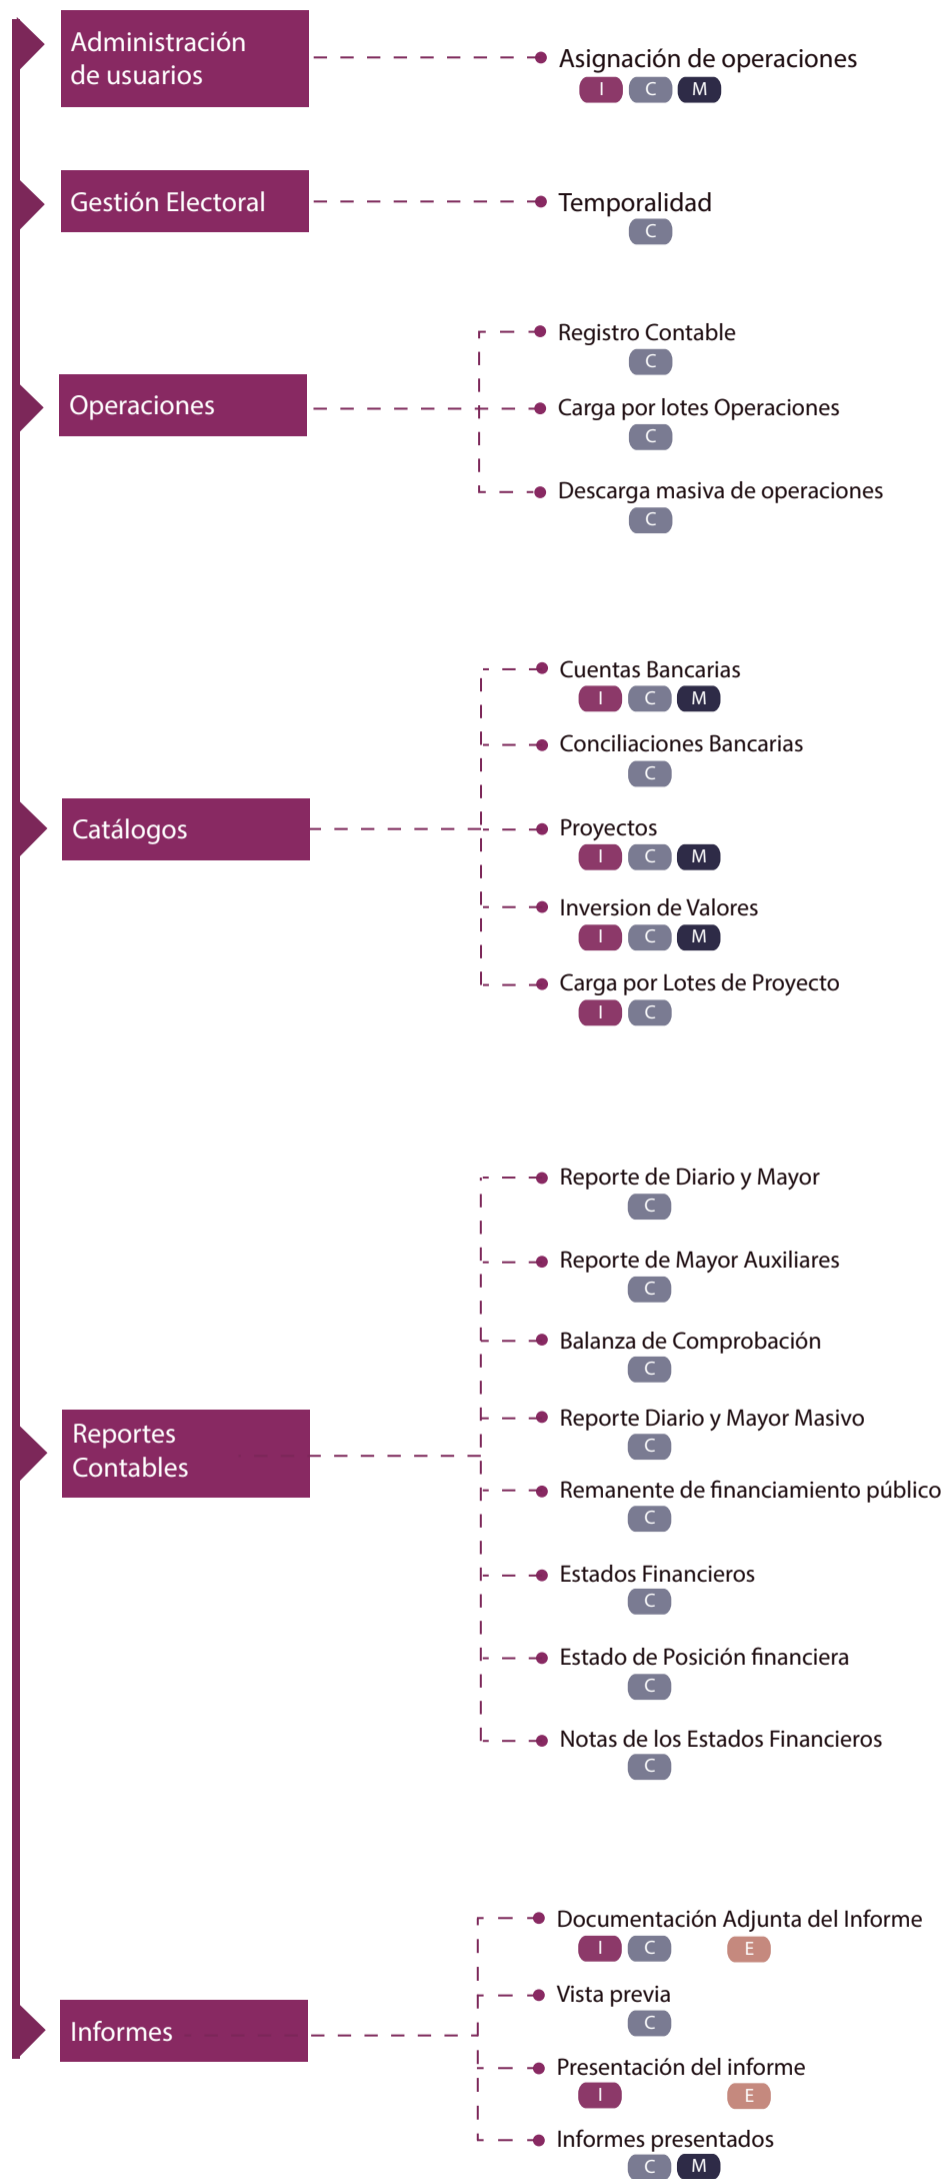 Administración
de usuarios
Asignación de operaciones
I C M
Gestión Electoral
Temporalidad
C
Operaciones
Registro Contable
C
Carga por lotes Operaciones
C
Descarga masiva de operaciones
C
Catálogos
Cuentas Bancarias
I C M
Conciliaciones Bancarias
C
Proyectos
I C M
Inversion de Valores
I C M
Carga por Lotes de Proyecto
I C
Reportes
Contables
Reporte de Diario y Mayor
C
Reporte de Mayor Auxiliares
C
Balanza de Comprobación
C
Reporte Diario y Mayor Masivo
C
Remanente de financiamiento público
C
Estados Financieros
C
Estado de Posición financiera
C
Notas de los Estados Financieros
C
Informes
Documentación Adjunta del Informe
I C E
Vista previa
C
Presentación del informe
I E
Informes presentados
C M